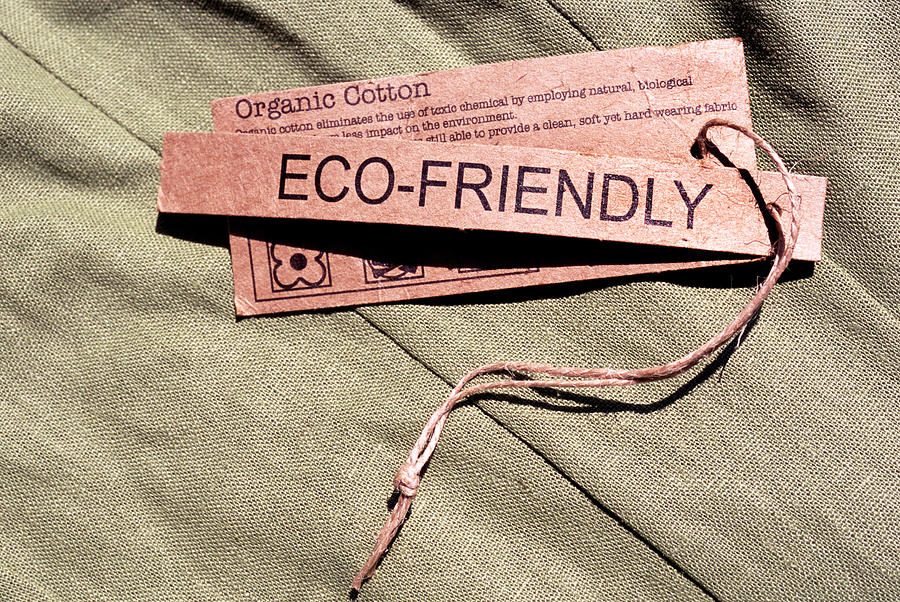 Organic Cotton
Organic cotton eliminates the use of toxic chemical by employing natural, biological
less impact on the environment.
still able to provide a clean, soft yet hard wearing fabric
ECO-FRIENDLY